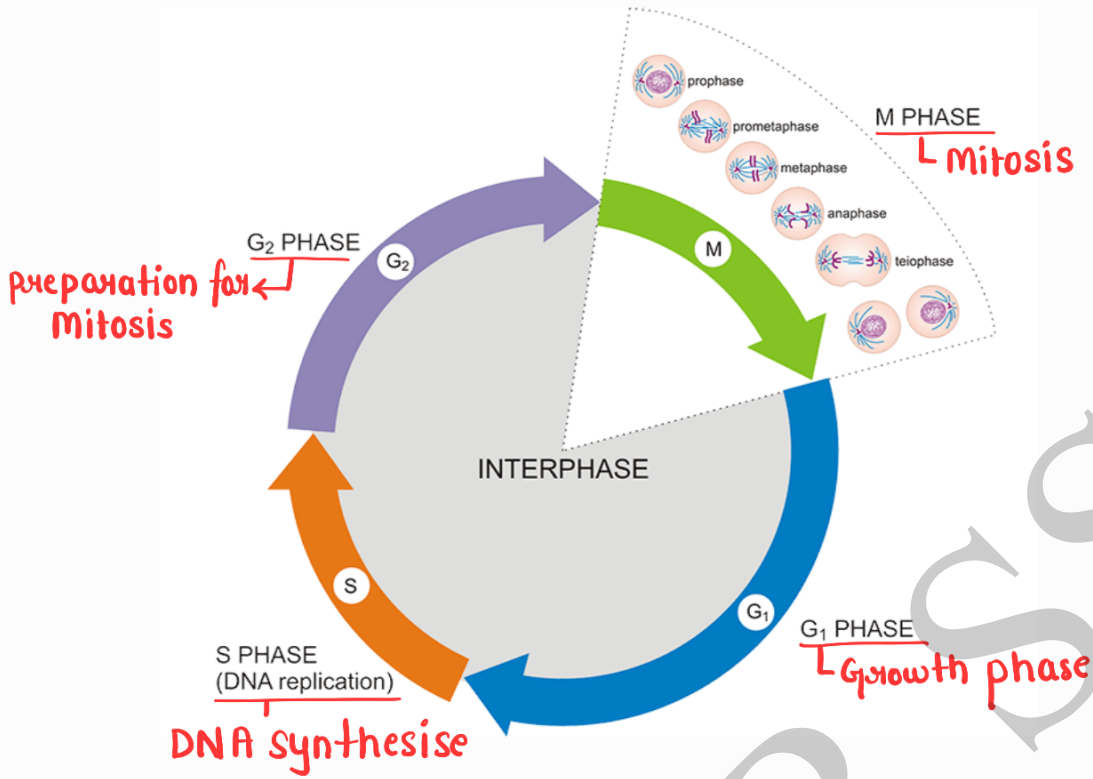 prophase
prometaphase
metaphase
anaphase
teiophase
M PHASE
Mitosis
G₂ PHASE
preparation for
mitosis
G₂
M
INTERPHASE
S
G₁
S PHASE
(DNA replication)
DNA synthesise
G₁ PHASE
Growth phase
P SS